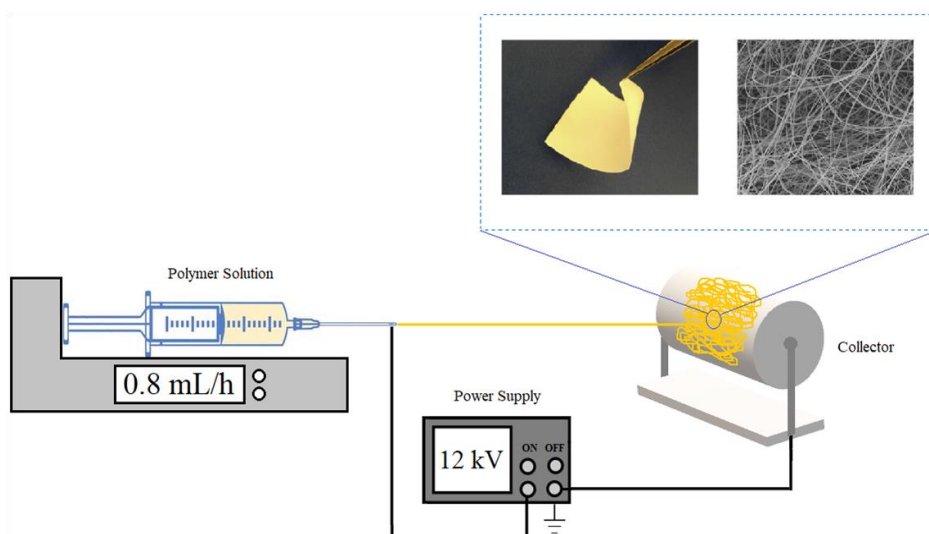 Polymer Solution
0.8 mL/h
Power Supply
12 kV
ON OFF
Collector